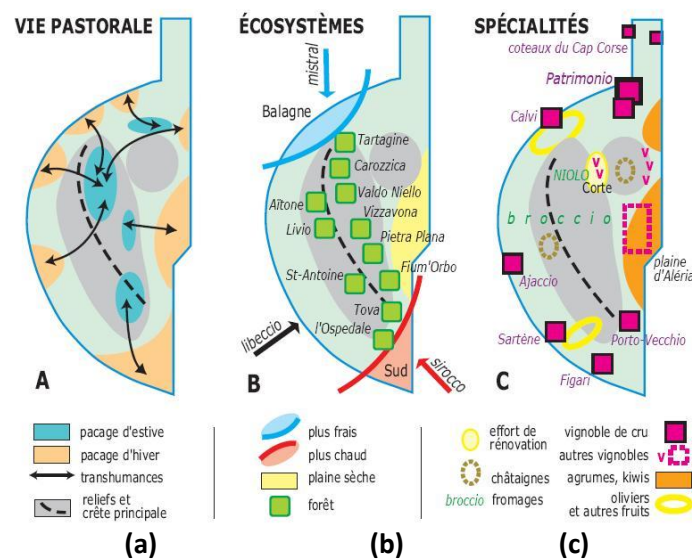 VIE PASTORALE
A
pacage d'estive
pacage d'hiver
transhumances
reliefs et
crête principale
(a)
ÉCOSYSTÈMES
mistral
Balagne
Tartagine
Carozzica
Valdo Niello
Aïtone
Vizzavona
Livio
Pietra Plana
St-Antoine
Fium'Orbo
Tova
l'Ospedale
libeccio
sirocco
Sud
B
plus frais
plus chaud
plaine sèche
forêt
(b)
SPÉCIALITÉS
coteaux du Cap Corse
Patrimonio
Calvi
v v v
v v
NIOLO
Corte
broccio
plaine
d'Aléria
Ajaccio
Sartène
Porto-Vecchio
Figari
C
effort de
rénovation
châtaignes
broccio fromages
vignoble de cru
autres vignobles v
agrumes, kiwis
oliviers
et autres fruits
(c)